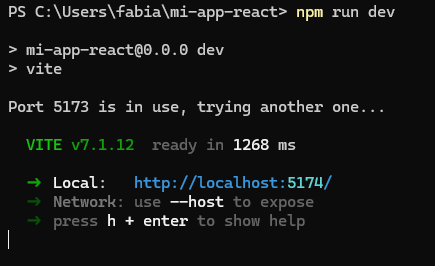 PS C:\Users\fabia\mi-app-react> npm run dev
> mi-app-react@0.0.0 dev
> vite
Port 5173 is in use, trying another one...
VITE v7.1.12 ready in 1268 ms
➜ Local: http://localhost:5174/
➜ Network: use --host to expose
➜ press h + enter to show help